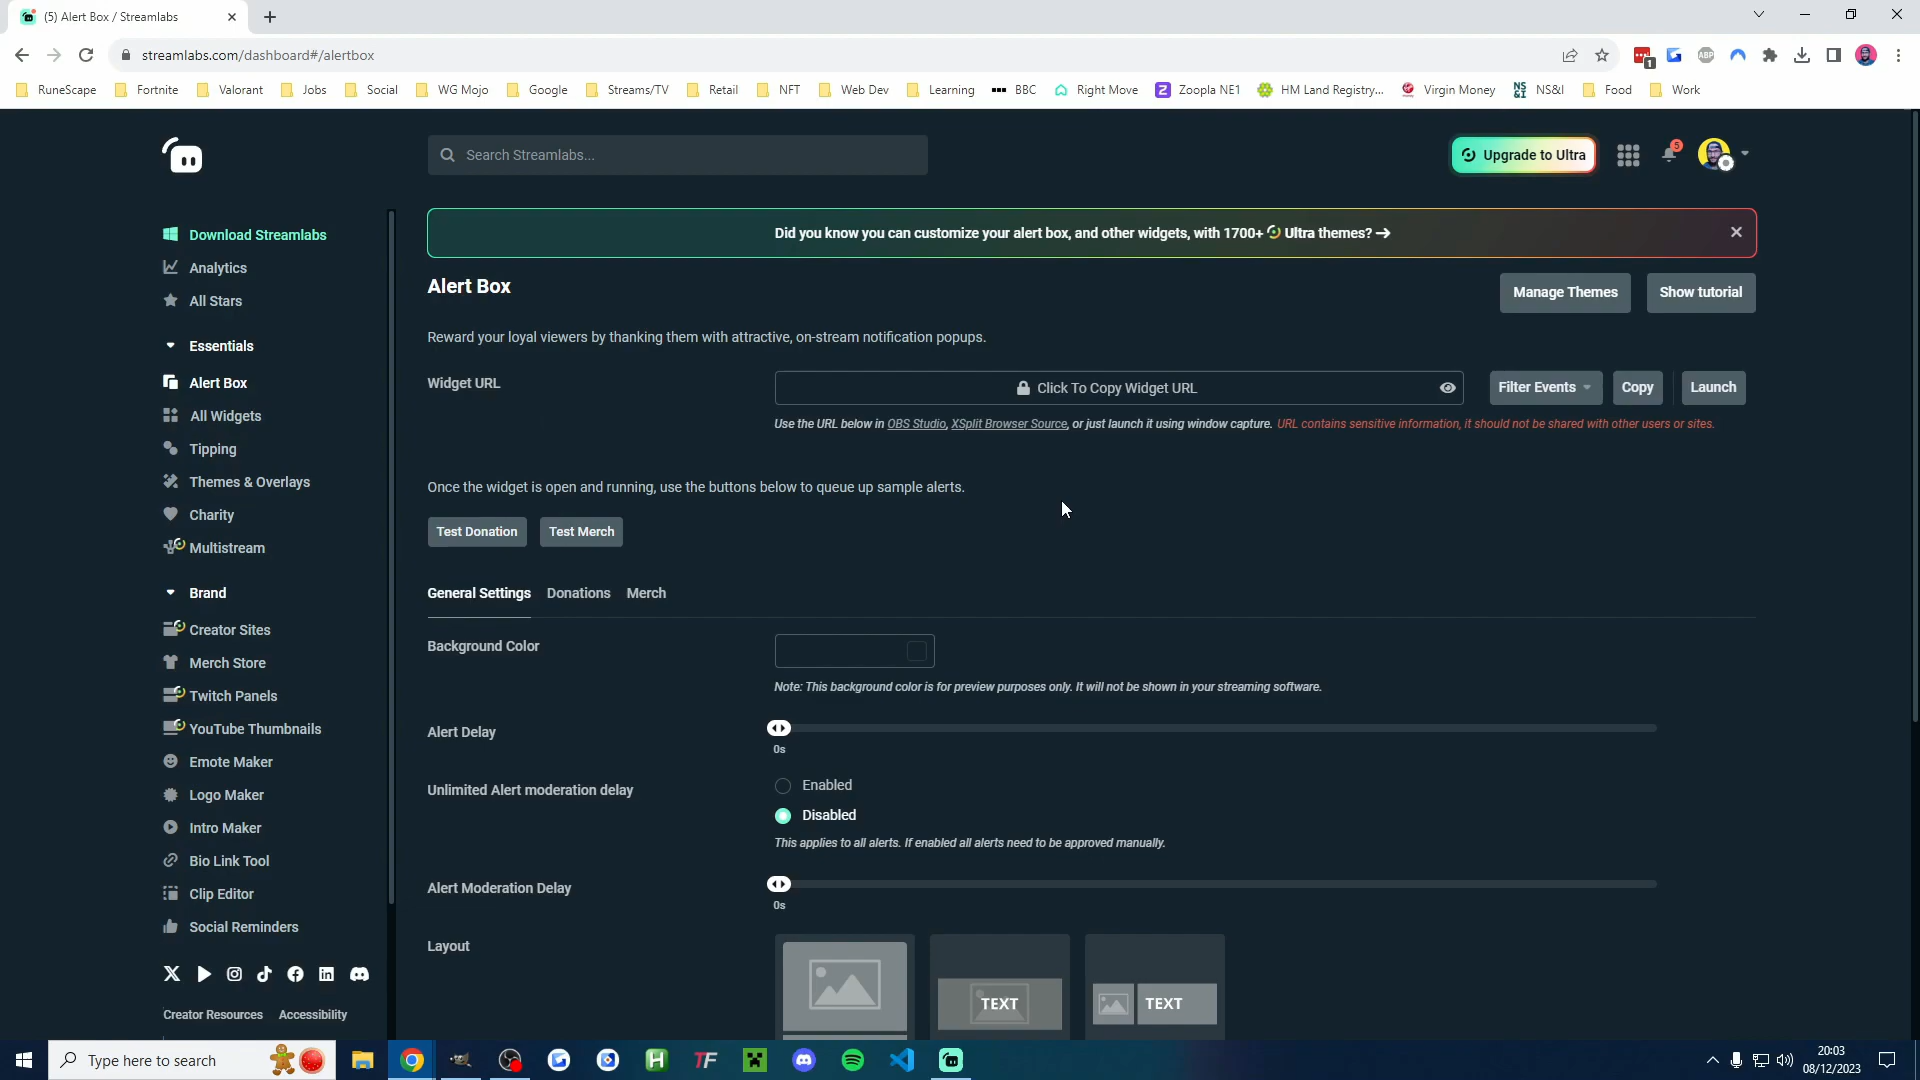 (5) Alert Box / Streamlabs
streamlabs.com/dashboard#/alertbox
1
ABP
RuneScape
Fortnite
Valorant
Jobs
Social
WG Mojo
Google
Streams/TV
Retail
NFT
Web Dev
Learning
BBC
Right Move
Z
Zoopla NE1
HM Land Registry...
Virgin Money
NS&I
NS&I
Food
Work
Search Streamlabs...
Upgrade to Ultra
5
Download Streamlabs
Analytics
All Stars
Essentials
Alert Box
All Widgets
Tipping
Themes & Overlays
Charity
Multistream
Brand
Creator Sites
Merch Store
Twitch Panels
YouTube Thumbnails
Emote Maker
Logo Maker
Intro Maker
Bio Link Tool
Clip Editor
Social Reminders
Creator Resources
Accessibility
Did you know you can customize your alert box, and other widgets, with 1700+ Ultra themes? →
Alert Box
Manage Themes
Show tutorial
Reward your loyal viewers by thanking them with attractive, on-stream notification popups.
Widget URL
Click To Copy Widget URL
Filter Events
Copy
Launch
Use the URL below in OBS Studio, XSplit Browser Source, or just launch it using window capture. URL contains sensitive information, it should not be shared with other users or sites.
Once the widget is open and running, use the buttons below to queue up sample alerts.
Test Donation
Test Merch
General Settings
Donations
Merch
Background Color
Note: This background color is for preview purposes only. It will not be shown in your streaming software.
Alert Delay
0s
Unlimited Alert moderation delay
Enabled
Disabled
This applies to all alerts. If enabled all alerts need to be approved manually.
Alert Moderation Delay
0s
Layout
TEXT
TEXT
Type here to search
H
TF
20:03
08/12/2023